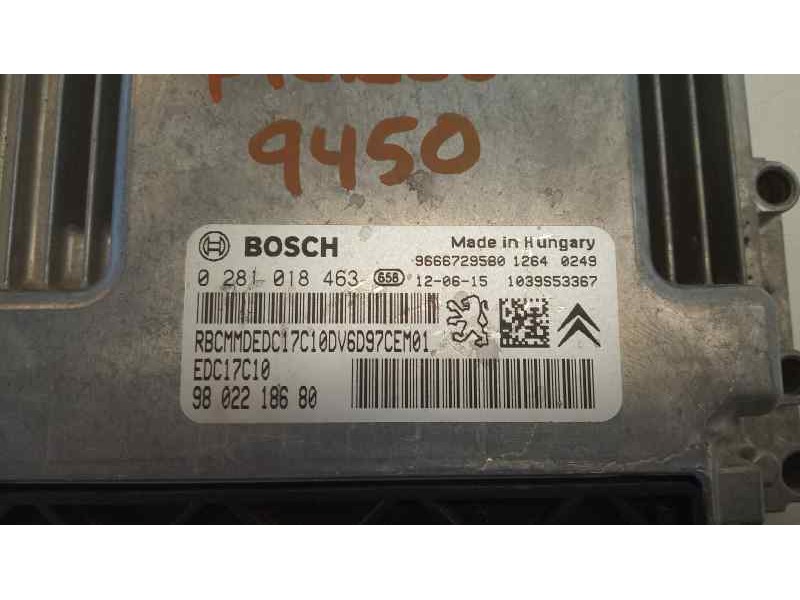 9450
BOSCH
Made in Hungary
9666729580 1264 0249
0 281 018 463 658 12-06-15 1039S53367
RBCMMDEDC17C10DV6D97CEM01
EDC17C10
98 022 186 80